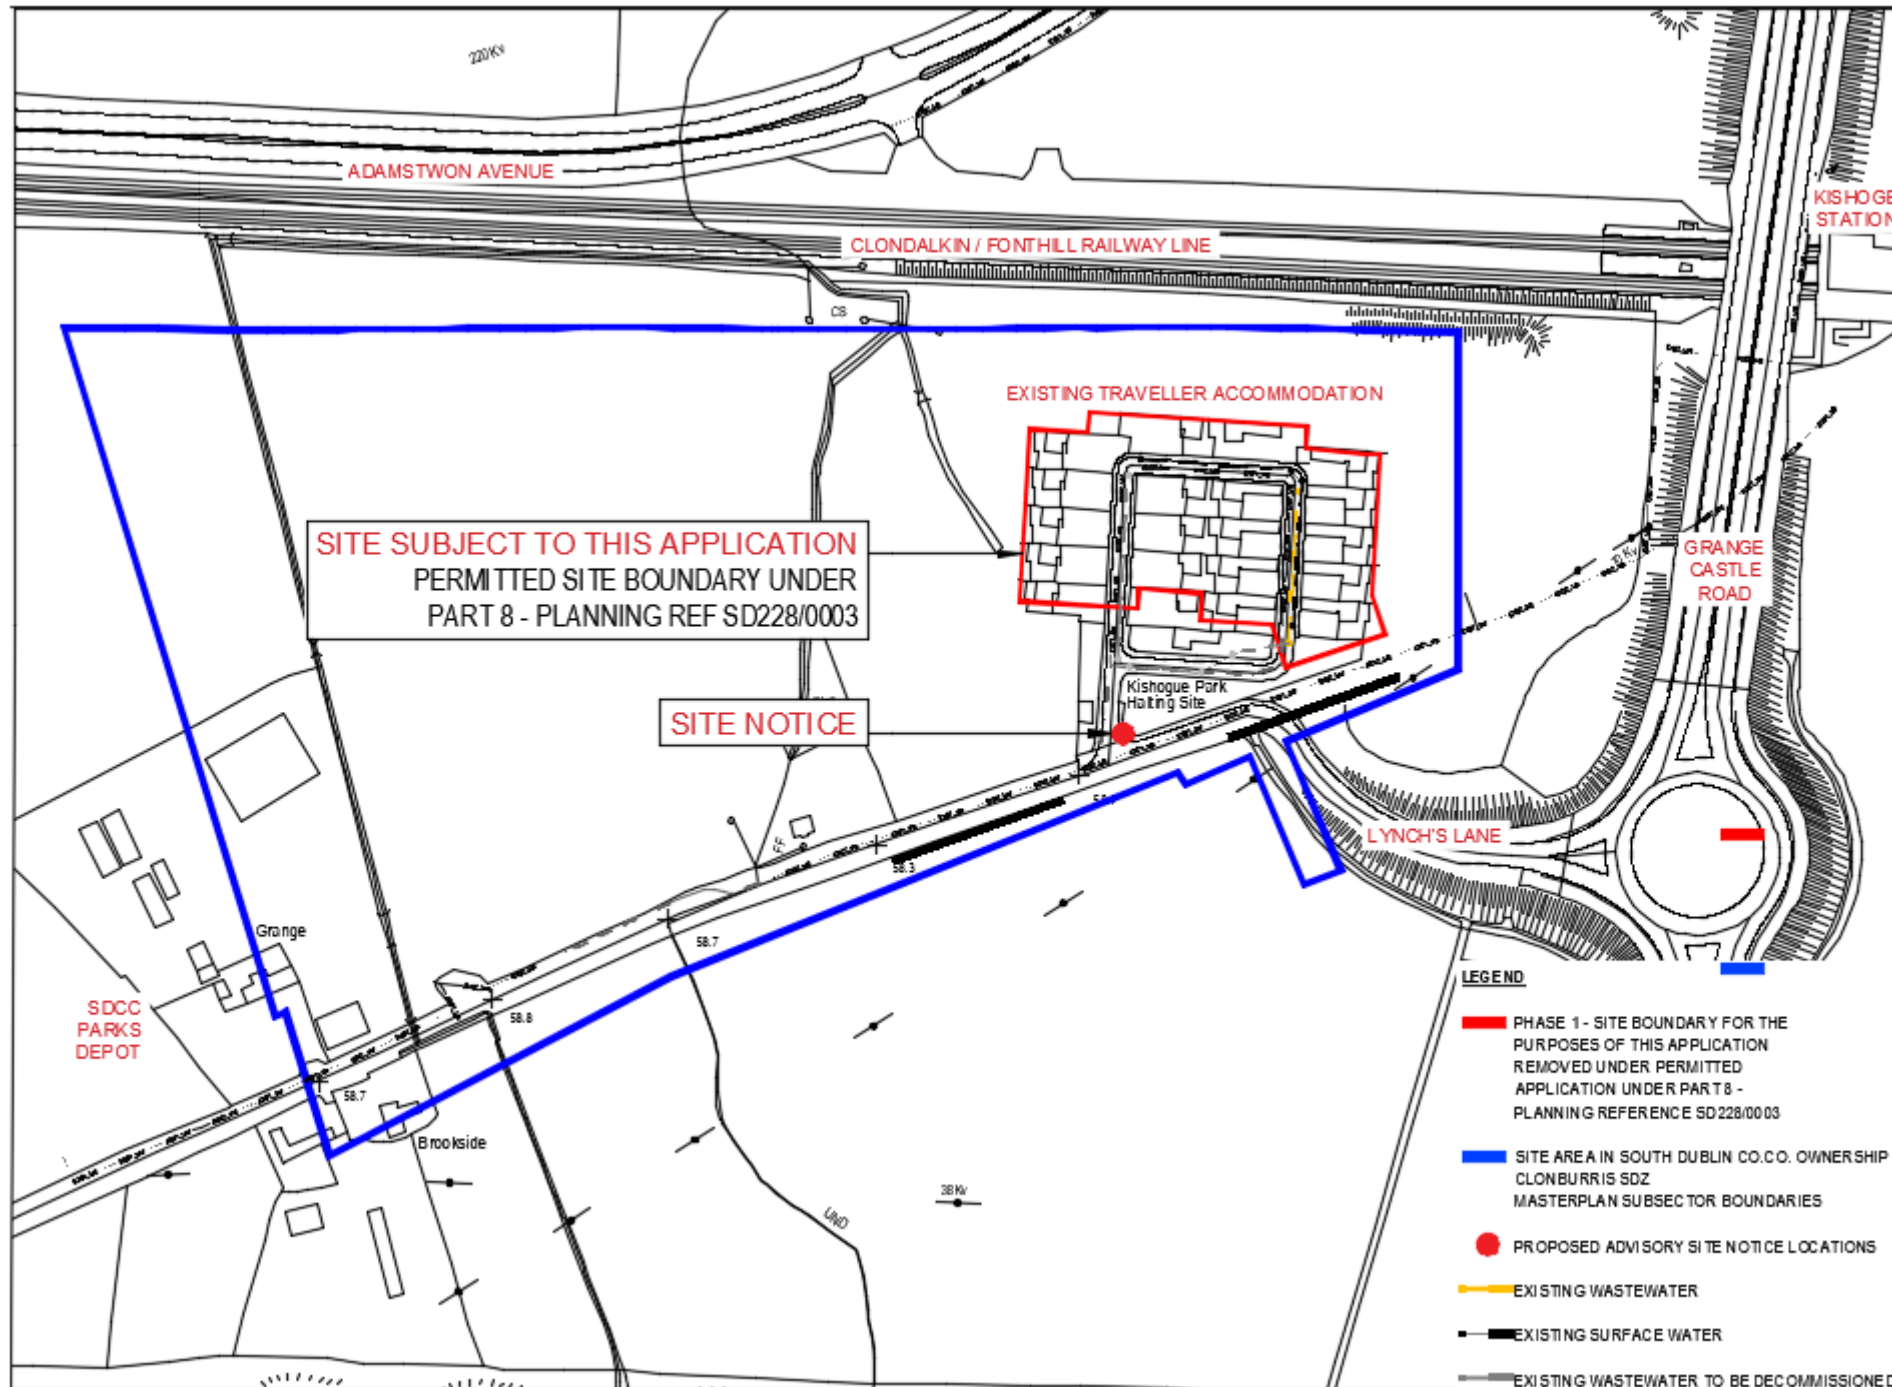 220Kv
ADAMSTWON AVENUE
KISHOGE
STATION
CLONDALKIN / FONTHILL RAILWAY LINE
CS
EXISTING TRAVELLER ACCOMMODATION
SITE SUBJECT TO THIS APPLICATION
PERMITTED SITE BOUNDARY UNDER
PART 8 - PLANNING REF SD228/0003
GRANGE
CASTLE
ROAD
Kishogue Park
Halting Site
SITE NOTICE
LYNCH'S LANE
FF
58.3
Grange
58.7
58.8
SDCC
PARKS
DEPOT
58.7
Brookside
38Kv
UND
LEGEND
PHASE 1 - SITE BOUNDARY FOR THE
PURPOSES OF THIS APPLICATION
REMOVED UNDER PERMITTED
APPLICATION UNDER PART 8 -
PLANNING REFERENCE SD228/0003
SITE AREA IN SOUTH DUBLIN CO.CO. OWNERSHIP
CLONBURRIS SDZ
MASTERPLAN SUBSECTOR BOUNDARIES
PROPOSED ADVISORY SITE NOTICE LOCATIONS
EXISTING WASTEWATER
EXISTING SURFACE WATER
EXISTING WASTEWATER TO BE DECOMMISSIONED